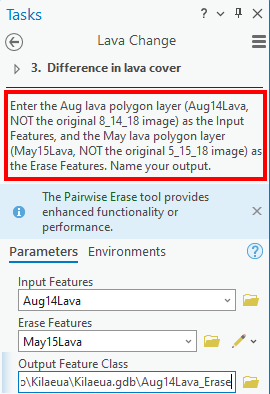 Tasks
Lava Change
3. Difference in lava cover
Enter the Aug lava polygon layer (Aug14Lava,
NOT the original 8_14_18 image) as the Input
Features, and the May lava polygon layer
(May15Lava, NOT the original 5_15_18 image) as
the Erase Features. Name your output.
The Pairwise Erase tool provides
enhanced functionality or
performance.
Parameters Environments
Input Features
Aug14Lava
Erase Features
May15Lava
Output Feature Class
\Kilaeua\Kilaeua.gdb\Aug14Lava_Erase